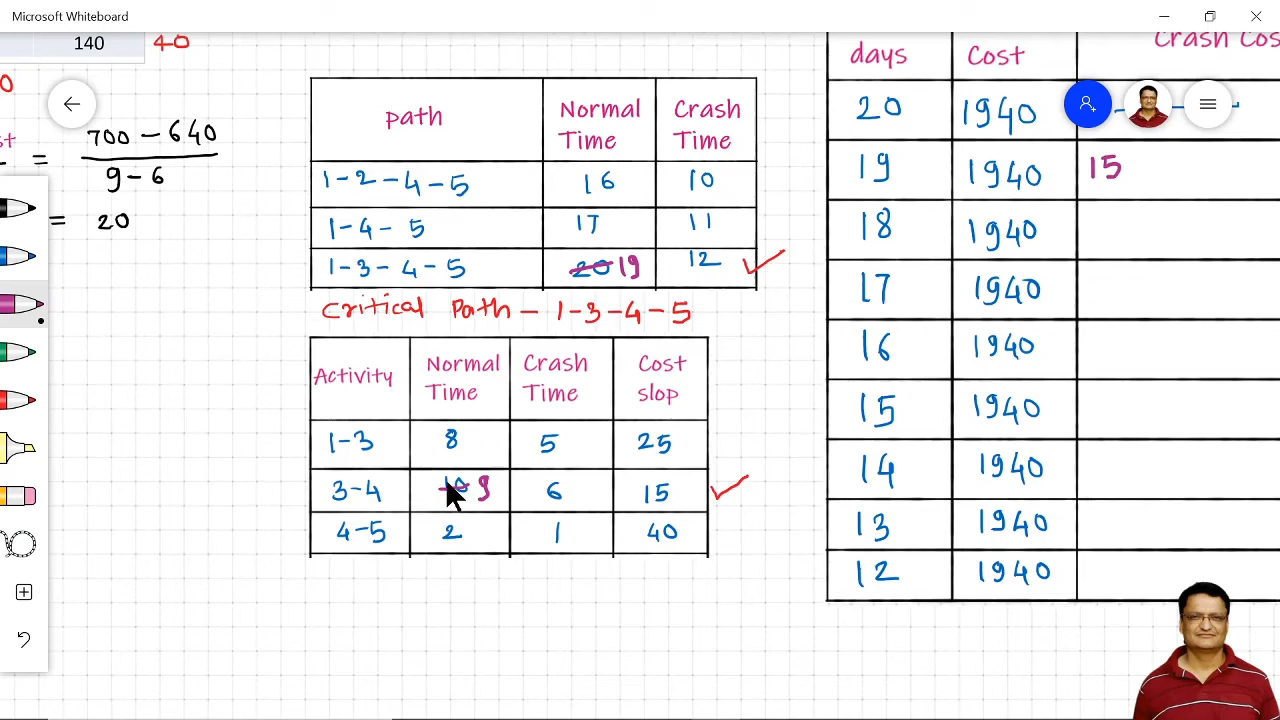 Microsoft Whiteboard
140 40
0
700 - 640
st = 9 - 6
= 20
path Normal Time Crash Time
1-2-4-5 16 10
1-4-5 17 11
1-3-4-5 20 19 12
Critical Path - 1-3-4-5
Activity Normal Time Crash Time Cost slop
1-3 8 5 25
3-4 10 9 6 15
4-5 2 1 40
days Cost Crash Cos
20 1940
19 1940 15
18 1940
17 1940
16 1940
15 1940
14 1940
13 1940
12 1940